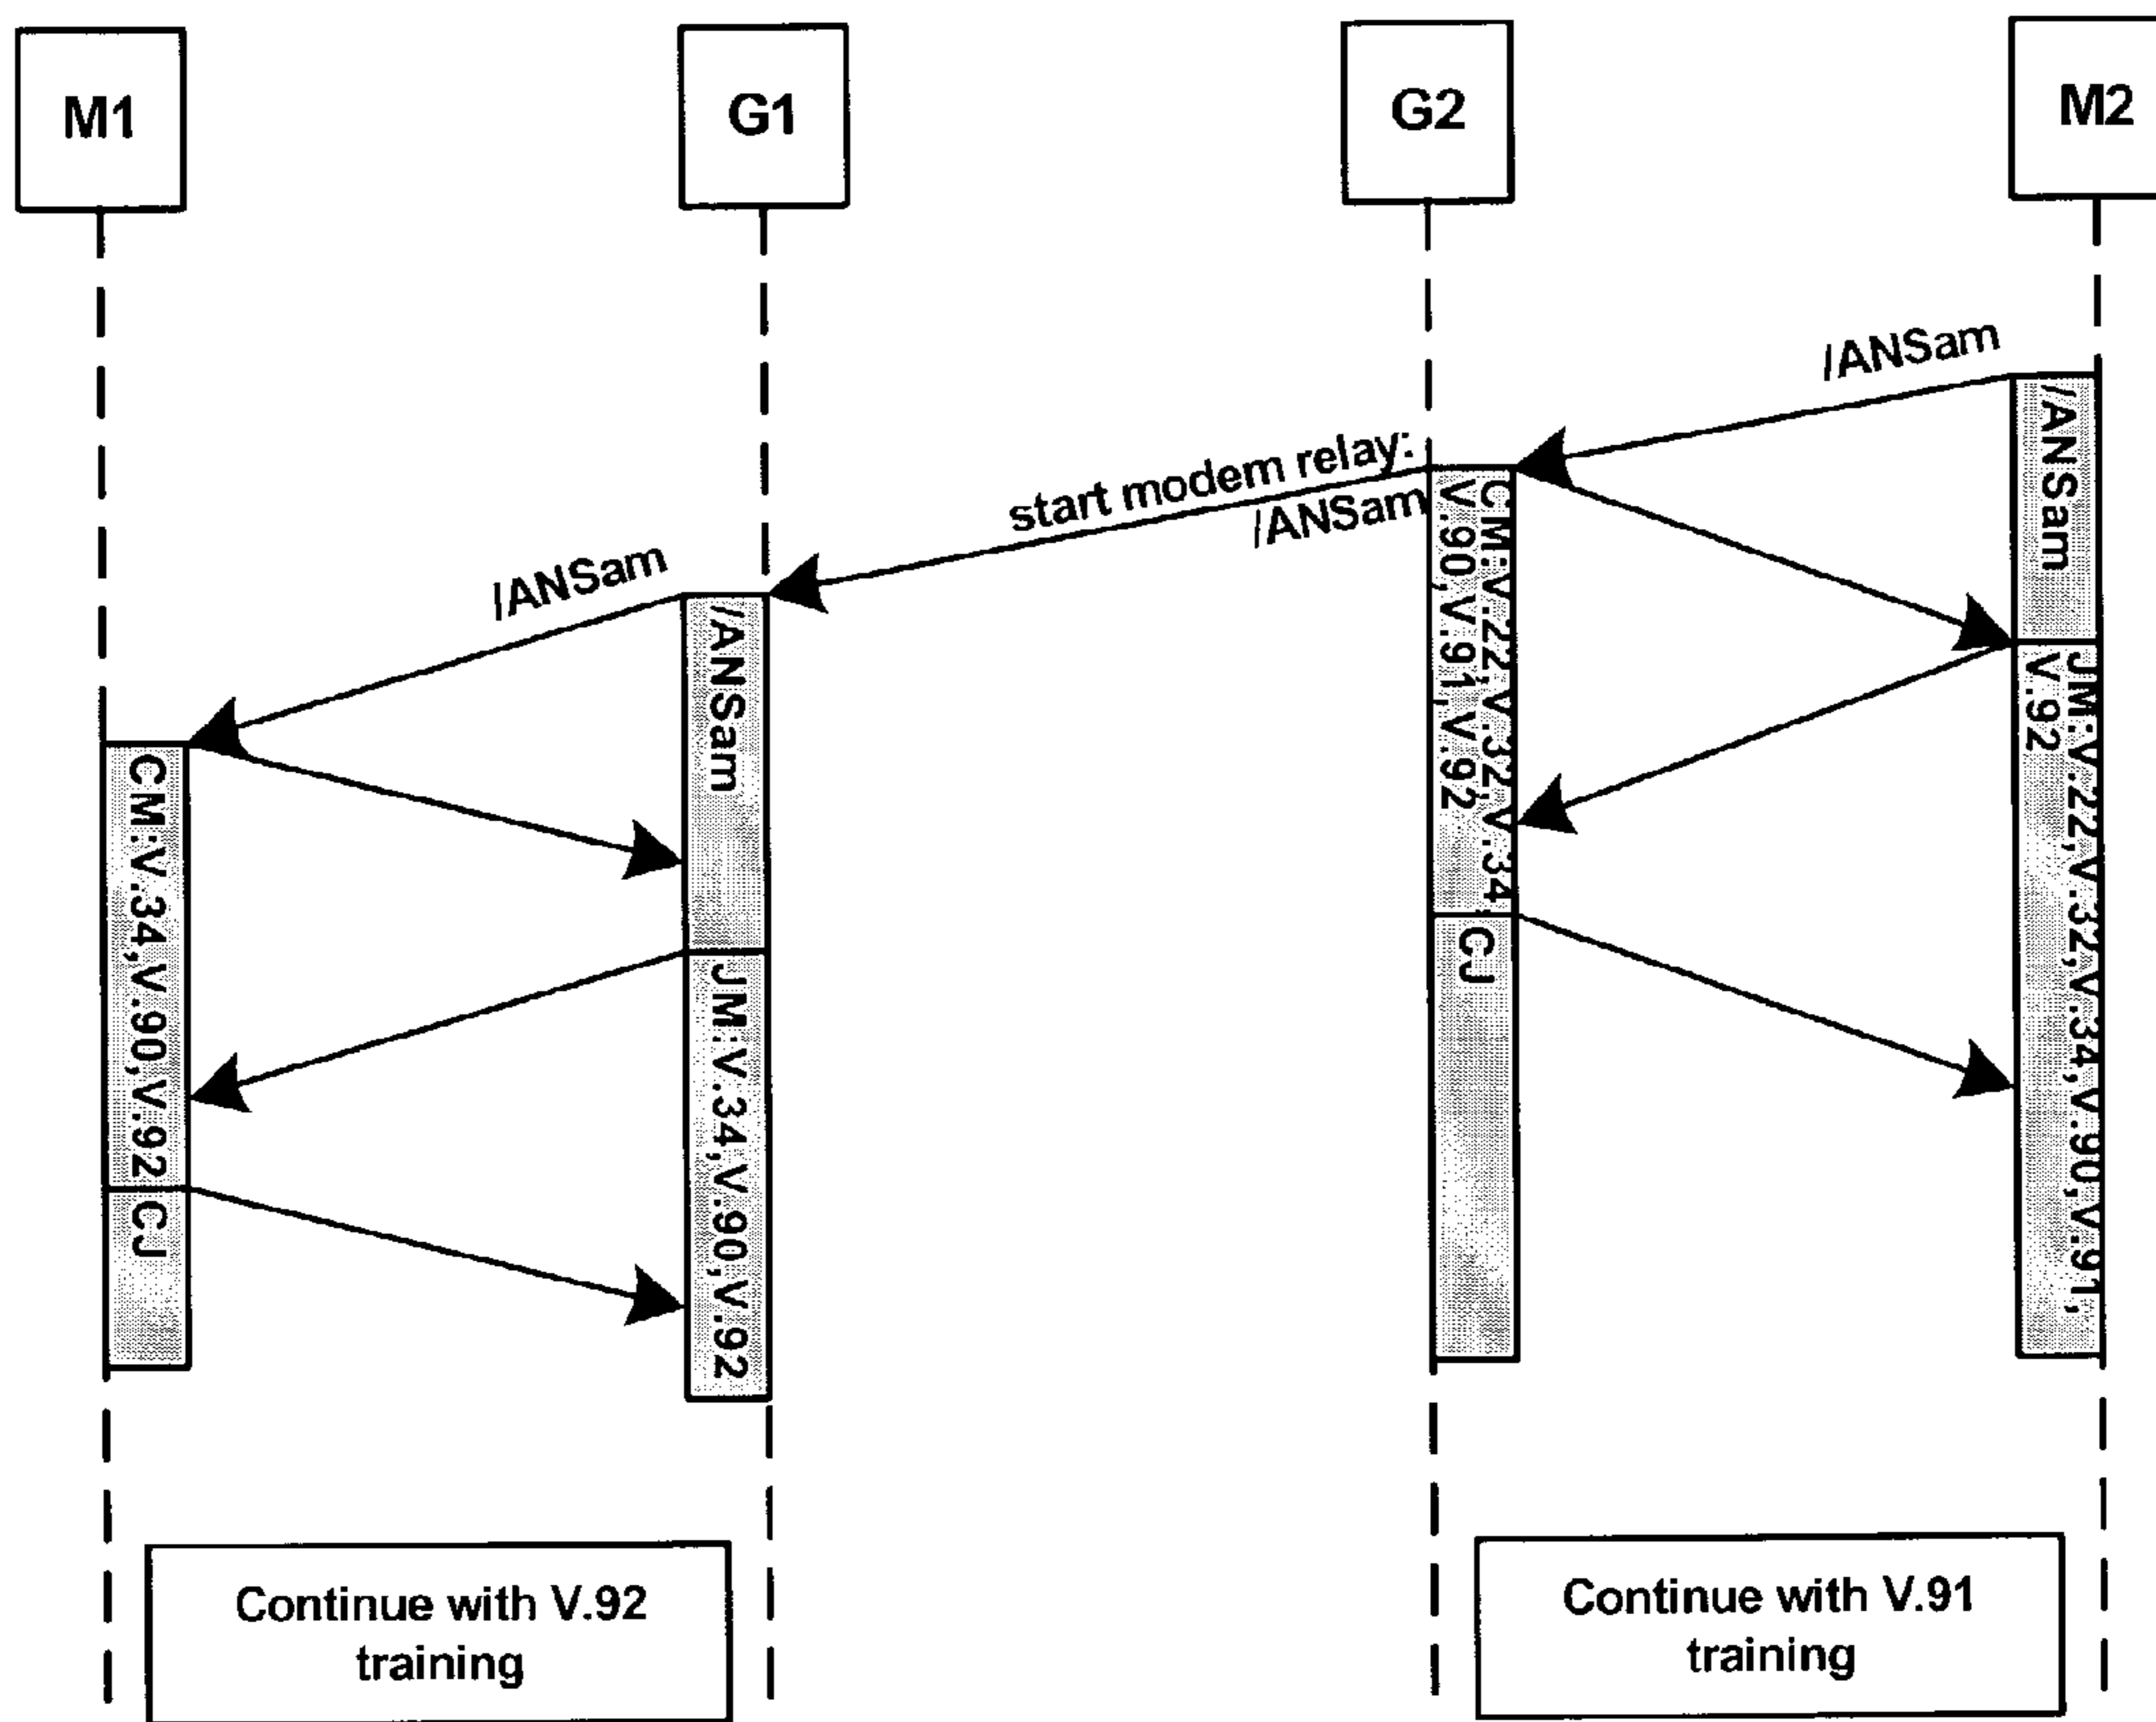 M1
G1
G2
M2
/ANSam
start modem relay:
/ANSam
/ANSam
/ANSam
CM:V.22,V.32,V.34,
V.90,V.91,V.92
/ANSam
JM:V.22,V.32,V.34,V.90,V.91,
V.92
CM:V.34,V.90,V.92
CJ
JM:V.34,V.90,V.92
CJ
Continue with V.92
training
Continue with V.91
training